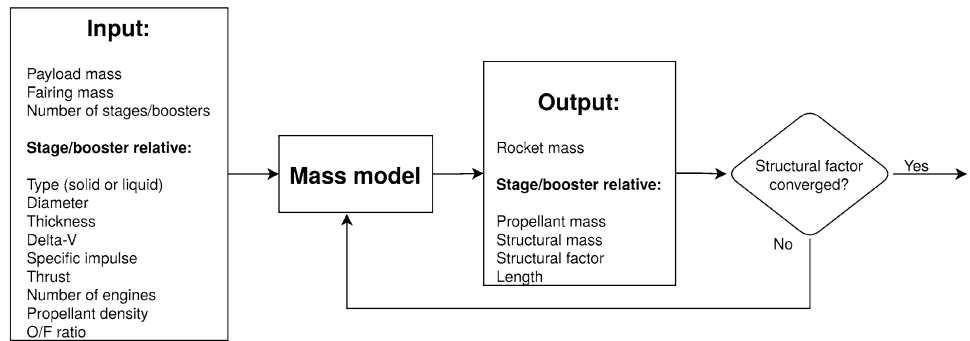 Input:
Payload mass
Fairing mass
Number of stages/boosters
Stage/booster relative:
Type (solid or liquid)
Diameter
Thickness
Delta-V
Specific impulse
Thrust
Number of engines
Propellant density
O/F ratio
Mass model
Output:
Rocket mass
Stage/booster relative:
Propellant mass
Structural mass
Structural factor
Length
Structural factor
converged?
Yes
No